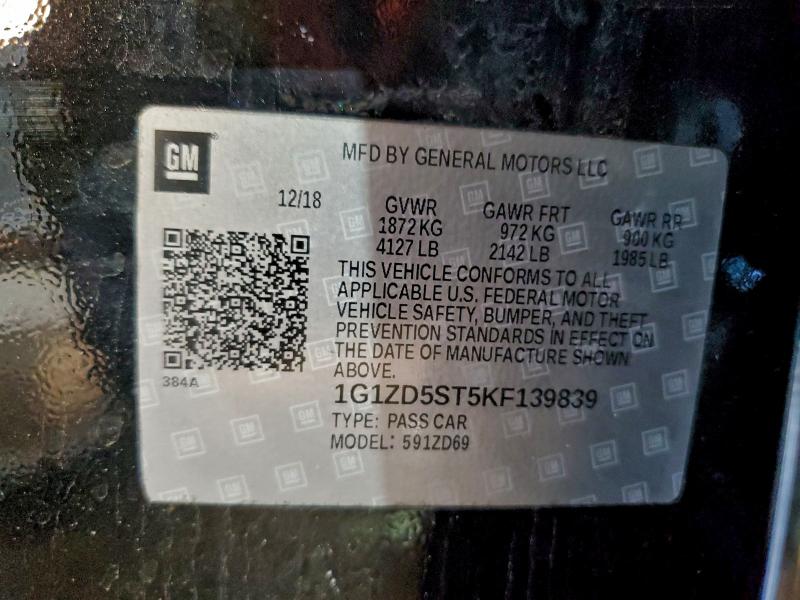 GM
MFD BY GENERAL MOTORS LLC
12/18
GVWR GAWR FRT GAWR RR
1872 KG 972 KG 900 KG
4127 LB 2142 LB 1985 LB
THIS VEHICLE CONFORMS TO ALL
APPLICABLE U.S. FEDERAL MOTOR
VEHICLE SAFETY, BUMPER, AND THEFT
PREVENTION STANDARDS IN EFFECT ON
THE DATE OF MANUFACTURE SHOWN
ABOVE.
384A
1G1ZD5ST5KF139839
TYPE: PASS CAR
MODEL: 591ZD69